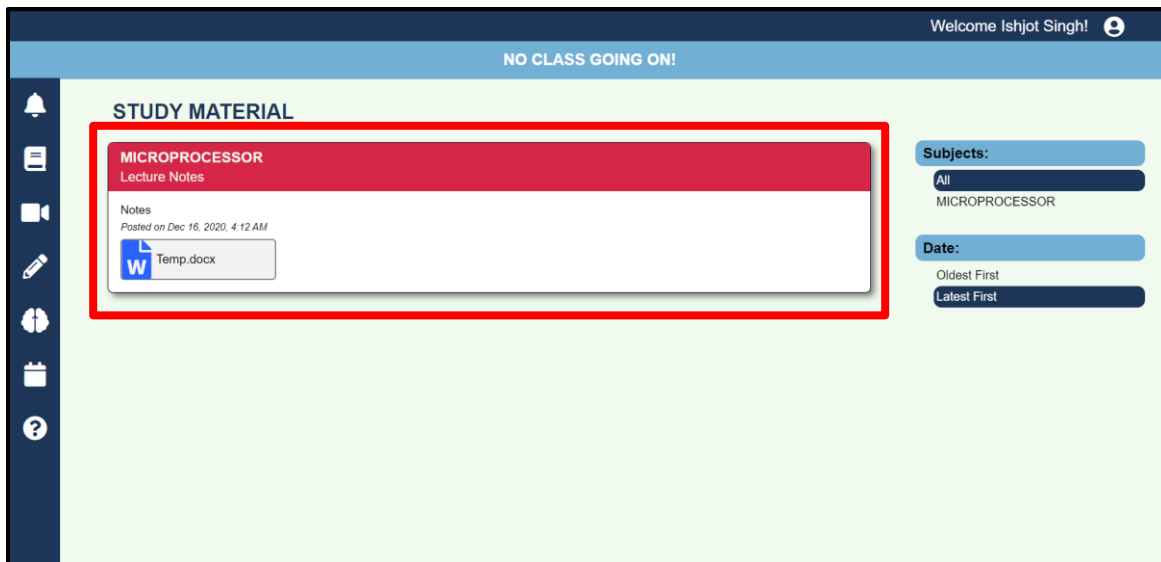 Welcome Ishjot Singh!
NO CLASS GOING ON!
STUDY MATERIAL
MICROPROCESSOR
Lecture Notes
Notes
Posted on Dec 16, 2020, 4:12 AM
W Temp.docx
Subjects:
All
MICROPROCESSOR
Date:
Oldest First
Latest First